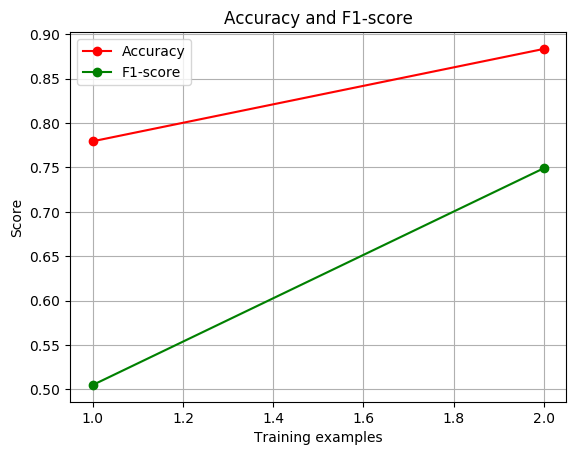 Accuracy and F1-score
Accuracy
F1-score
Score
0.90
0.85
0.80
0.75
0.70
0.65
0.60
0.55
0.50
1.0 1.2 1.4 1.6 1.8 2.0
Training examples